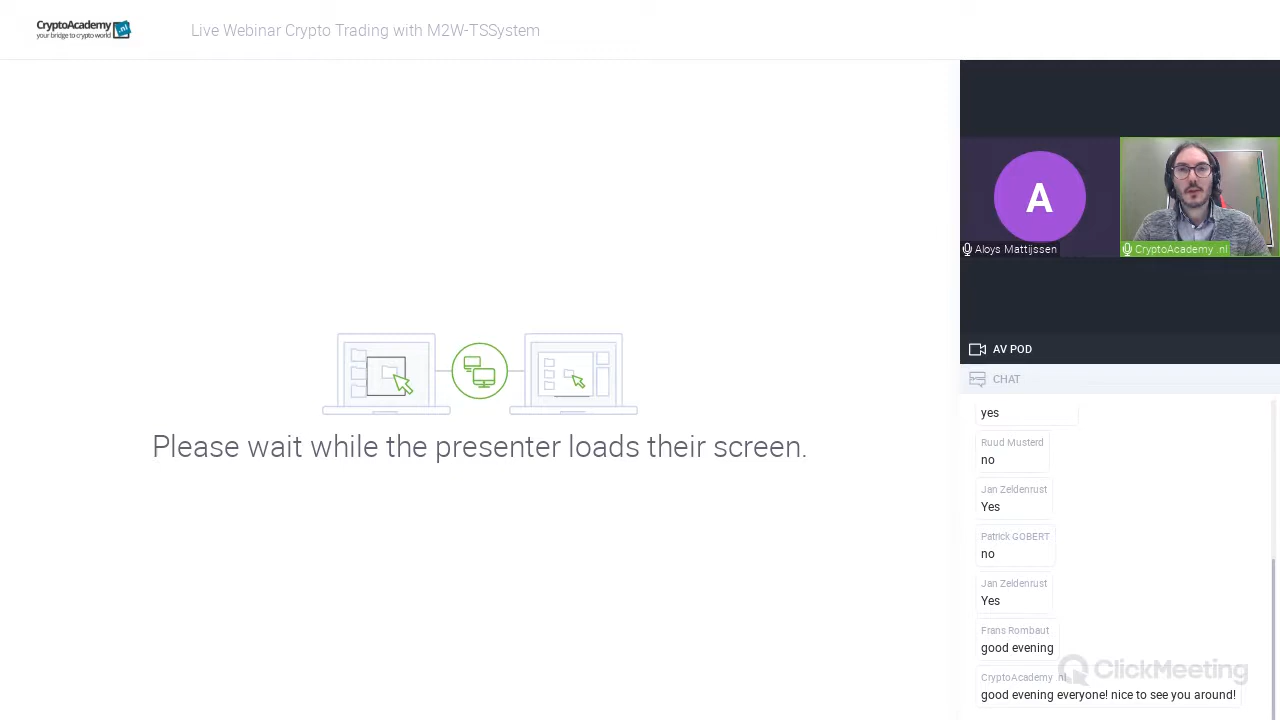 CryptoAcademy .nl
your bridge to crypto world
Live Webinar Crypto Trading with M2W-TSSystem
Please wait while the presenter loads their screen.
A
Aloys Mattijssen
CryptoAcademy .nl
AV POD
CHAT
yes
Ruud Musterd
no
Jan Zeldenrust
Yes
Patrick GOBERT
no
Jan Zeldenrust
Yes
Frans Rombaut
good evening
CryptoAcademy .nl
good evening everyone! nice to see you around!
ClickMeeting